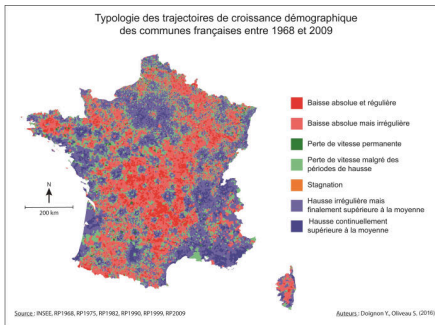 Typologie des trajectoires de croissance démographique
des communes françaises entre 1968 et 2009
Baisse absolue et régulière
Baisse absolue mais irrégulière
Perte de vitesse permanente
Perte de vitesse malgré des
périodes de hausse
Stagnation
Hausse irrégulière mais
finalement supérieure à la moyenne
Hausse continuellement
supérieure à la moyenne
N
200 km
Source : INSEE, RP1968, RP1975, RP1982, RP1990, RP1999, RP2009
Auteurs : Doignon Y., Oliveau S. (2016)